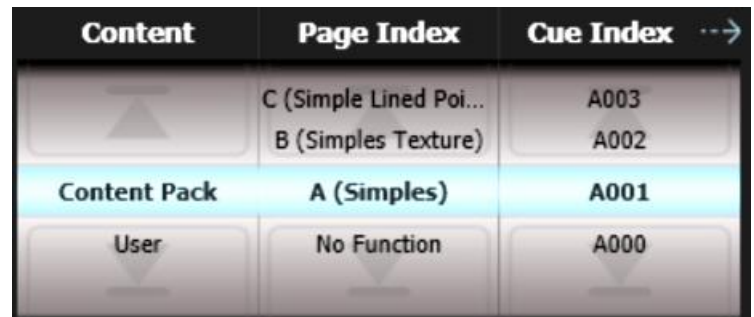 Content Page Index Cue Index
C (Simple Lined Poi... A003
B (Simples Texture) A002
Content Pack A (Simples) A001
User No Function A000